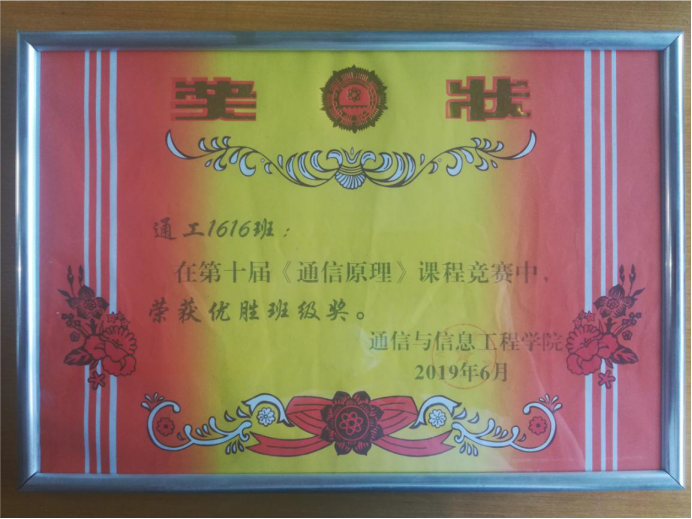 奖状
通工1616班：
在第十届《通信原理》课程竞赛中，
荣获优胜班级奖。
通信与信息工程学院
2019年6月